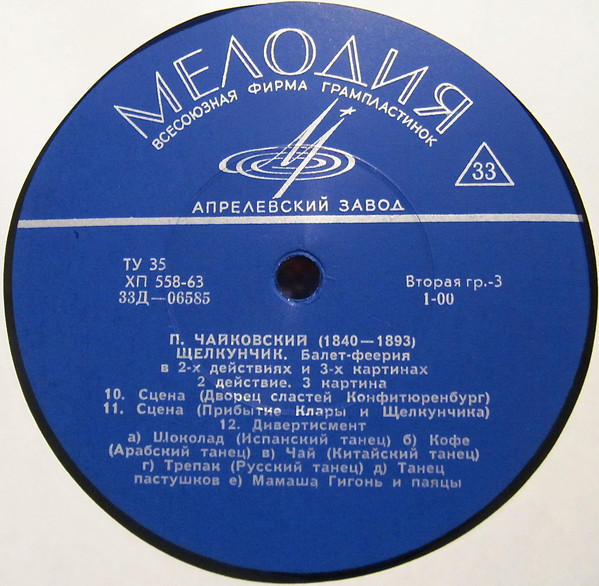 МЕЛОДИЯ
ВСЕСОЮЗНАЯ ФИРМА ГРАМПЛАСТИНОК
33
АПРЕЛЕВСКИЙ ЗАВОД
ТУ 35
ХП 558-63
33Д—06585
Вторая гр.-3
1-00
П. ЧАЙКОВСКИЙ (1840—1893)
ЩЕЛКУНЧИК. Балет-феерия
в 2-х действиях и 3-х картинах
2 действие. 3 картина
10. Сцена (Дворец сластей Конфитюренбург)
11. Сцена (Прибытие Клары и Щелкунчика)
12. Дивертисмент
а) Шоколад (Испанский танец) б) Кофе
(Арабский танец) в) Чай (Китайский танец)
г) Трепак (Русский танец) д) Танец
пастушков е) Мамаша Гигонь и паяцы